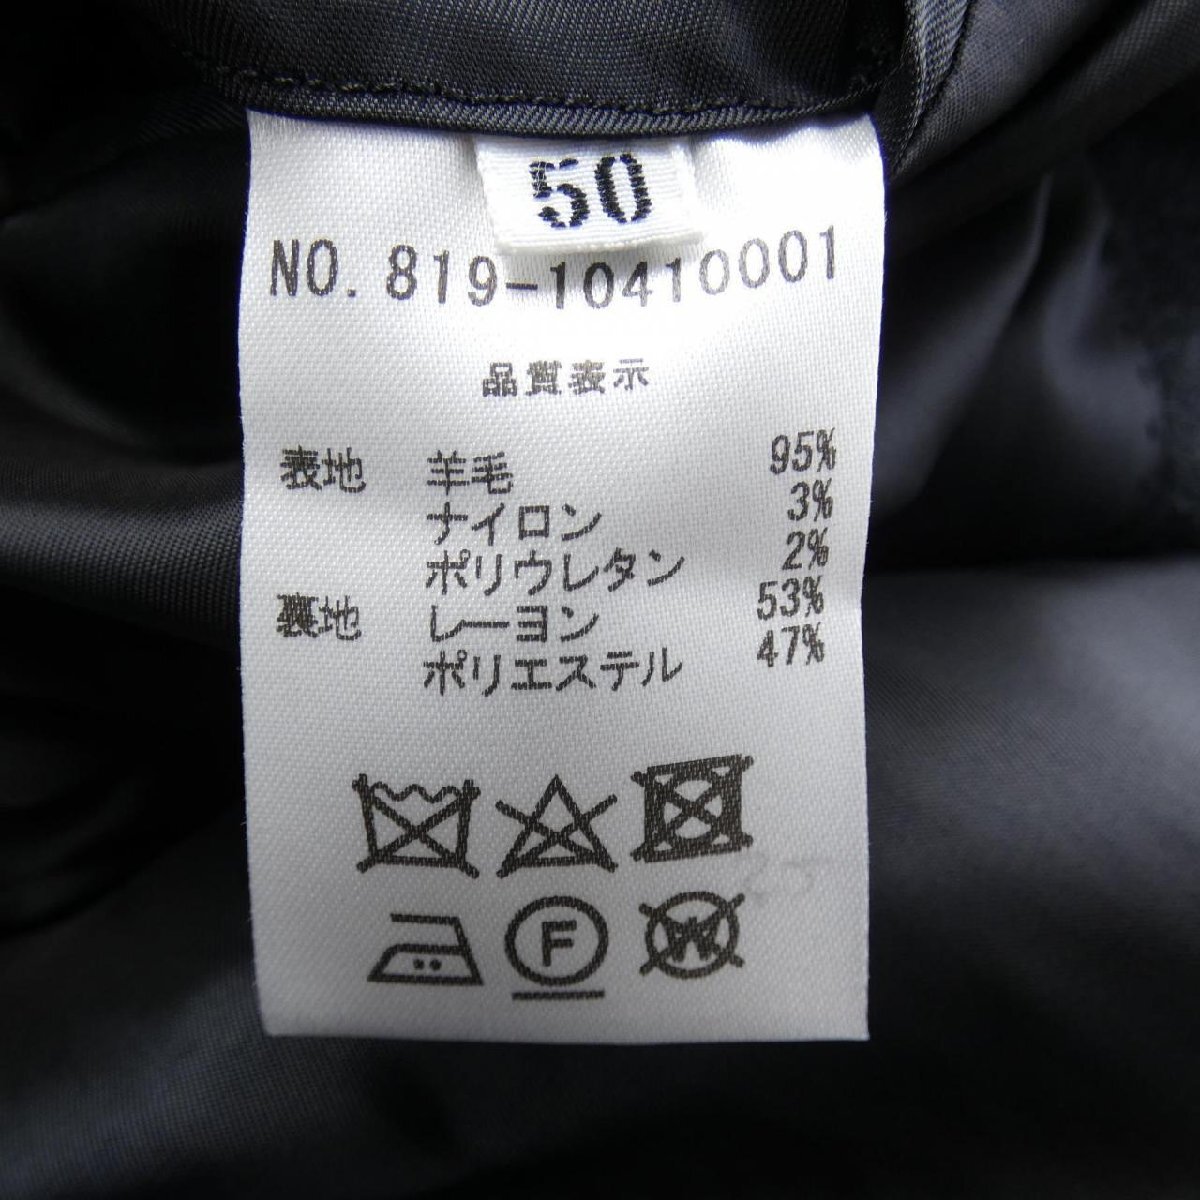 50
NO. 819-10410001
品質表示
表地 羊毛 95%
ナイロン 3%
ポリウレタン 2%
裏地 レーヨン 53%
ポリエステル 47%
F
W